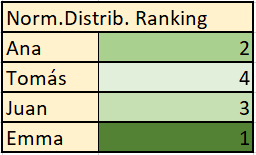 Norm.Distrib. Ranking
Ana 2
Tomás 4
Juan 3
Emma 1